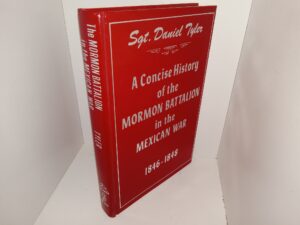 The MORMON BATTALION
in the MEXICAN WAR
TYLER
Sgt. Daniel Tyler
A Concise History
of the
MORMON BATTALION
in the
MEXICAN WAR
1846-1848